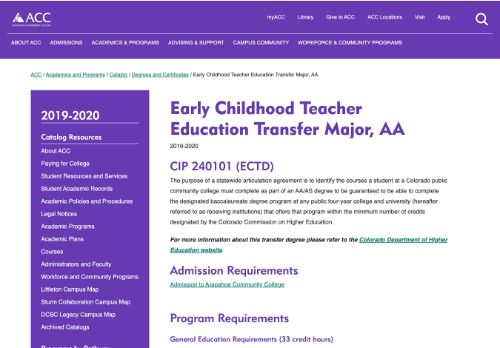 ACC
myACC Library Give to ACC ACC Locations Visit Apply
ABOUT ACC ADMISSIONS ACADEMICS & PROGRAMS ADVISING & SUPPORT CAMPUS COMMUNITY WORKFORCE & COMMUNITY PROGRAMS
ACC / Academics and Programs / Catalog / Degrees and Certificates / Early Childhood Teacher Education Transfer Major, AA
2019-2020
Catalog Resources
About ACC
Paying for College
Student Resources and Services
Student Academic Records
Academic Policies and Procedures
Legal Notices
Academic Programs
Academic Plans
Courses
Administrators and Faculty
Workforce and Community Programs
Littleton Campus Map
Sturm Collaboration Campus Map
DCSC Legacy Campus Map
Archived Catalogs
Early Childhood Teacher
Education Transfer Major, AA
2019-2020
CIP 240101 (ECTD)
The purpose of a statewide articulation agreement is to identify the courses a student at a Colorado public
community college must complete as part of an AA/AS degree to be guaranteed to be able to complete
the designated baccalaureate degree program at any public four-year college and university (hereafter
referred to as receiving institutions) that offers that program within the minimum number of credits
designated by the Colorado Commission on Higher Education.
For more information about this transfer degree please refer to the Colorado Department of Higher
Education website.
Admission Requirements
Admission to Arapahoe Community College
Program Requirements
General Education Requirements (33 credit hours)